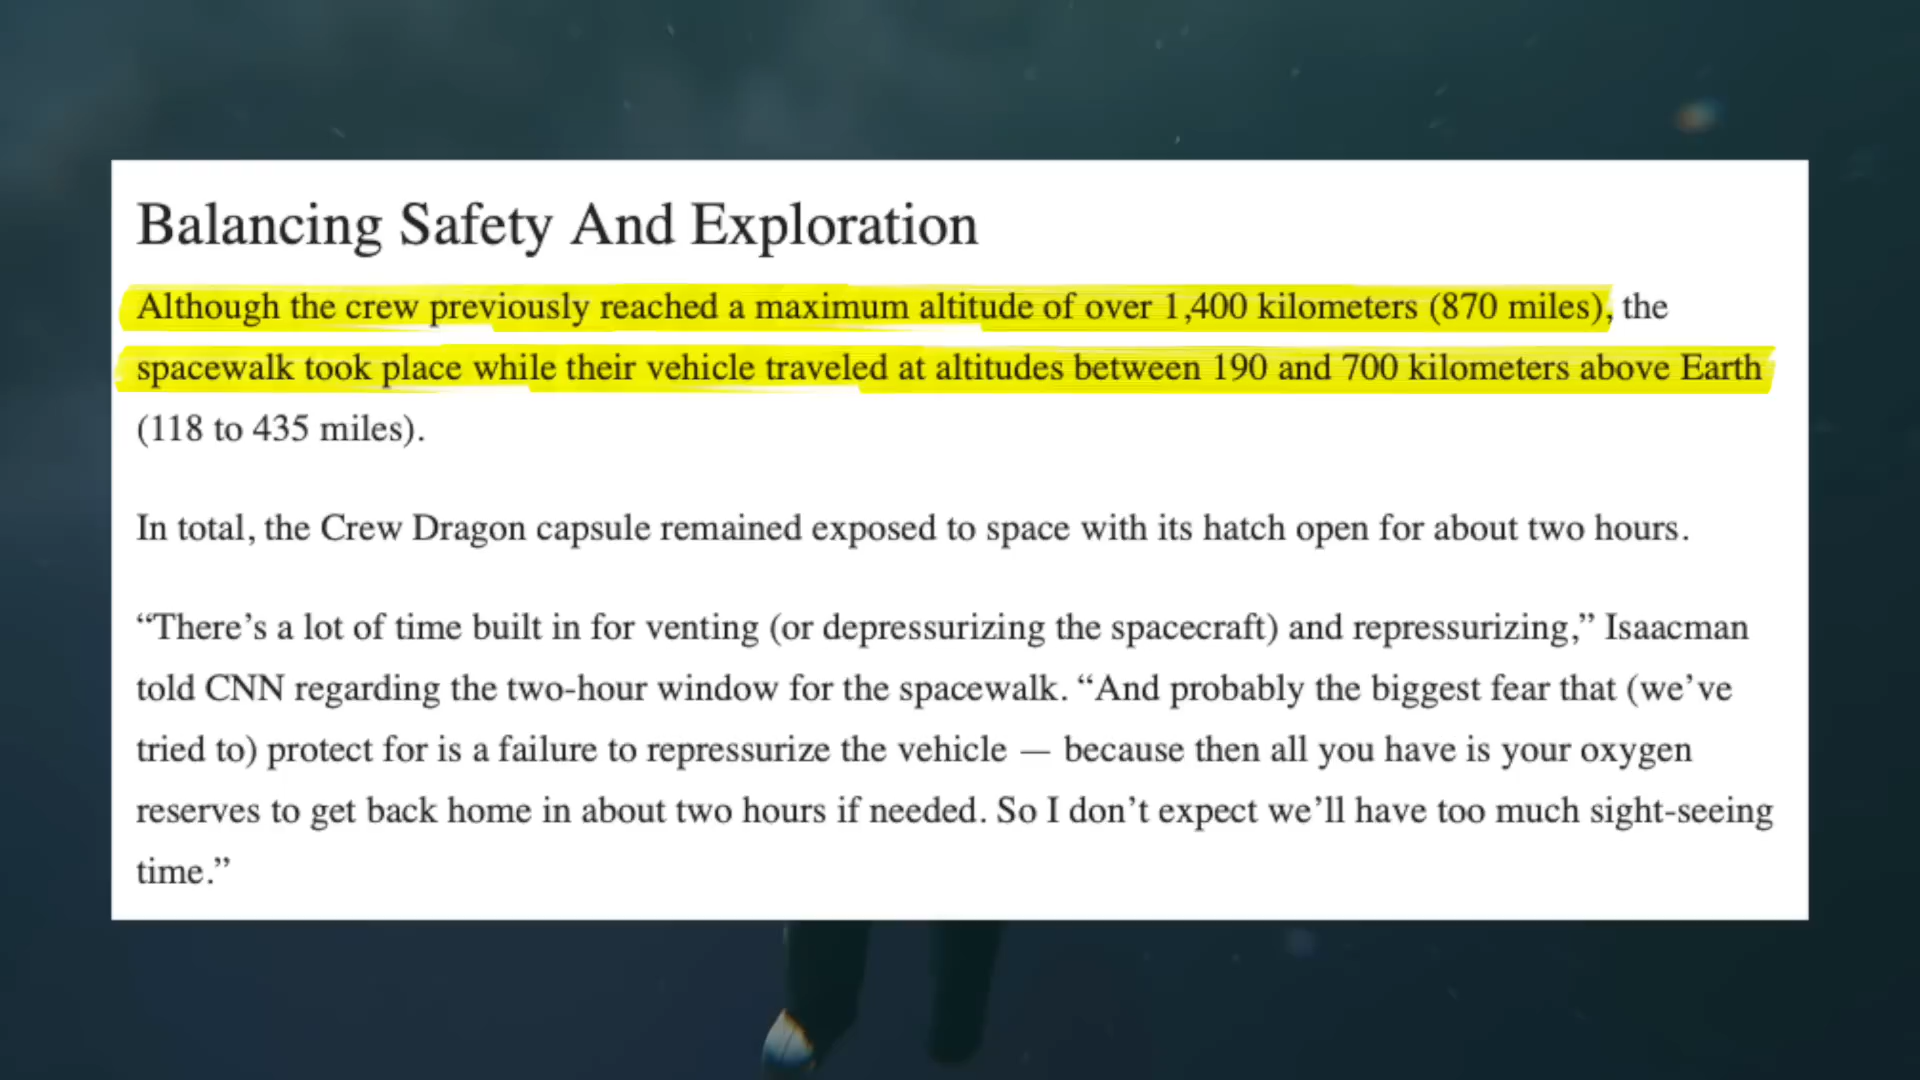 Balancing Safety And Exploration
Although the crew previously reached a maximum altitude of over 1,400 kilometers (870 miles), the
spacewalk took place while their vehicle traveled at altitudes between 190 and 700 kilometers above Earth
(118 to 435 miles).
In total, the Crew Dragon capsule remained exposed to space with its hatch open for about two hours.
“There’s a lot of time built in for venting (or depressurizing the spacecraft) and repressurizing,” Isaacman
told CNN regarding the two-hour window for the spacewalk. “And probably the biggest fear that (we’ve
tried to) protect for is a failure to repressurize the vehicle — because then all you have is your oxygen
reserves to get back home in about two hours if needed. So I don’t expect we’ll have too much sight-seeing
time.”